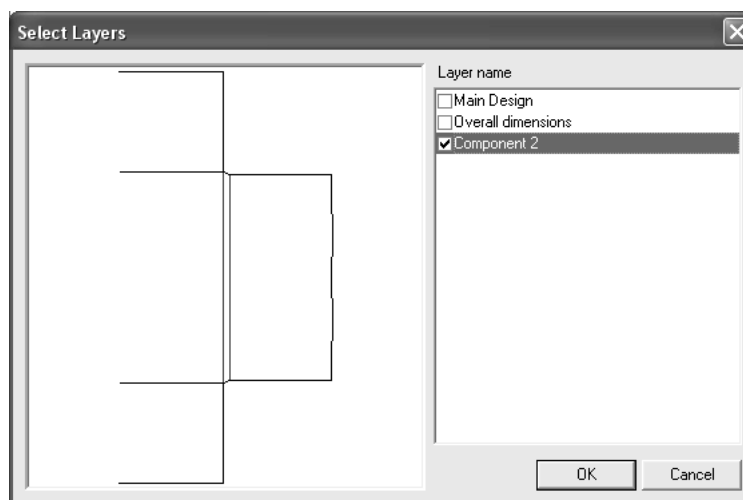 Select Layers
Layer name
Main Design
Overall dimensions
Component 2
OK
Cancel